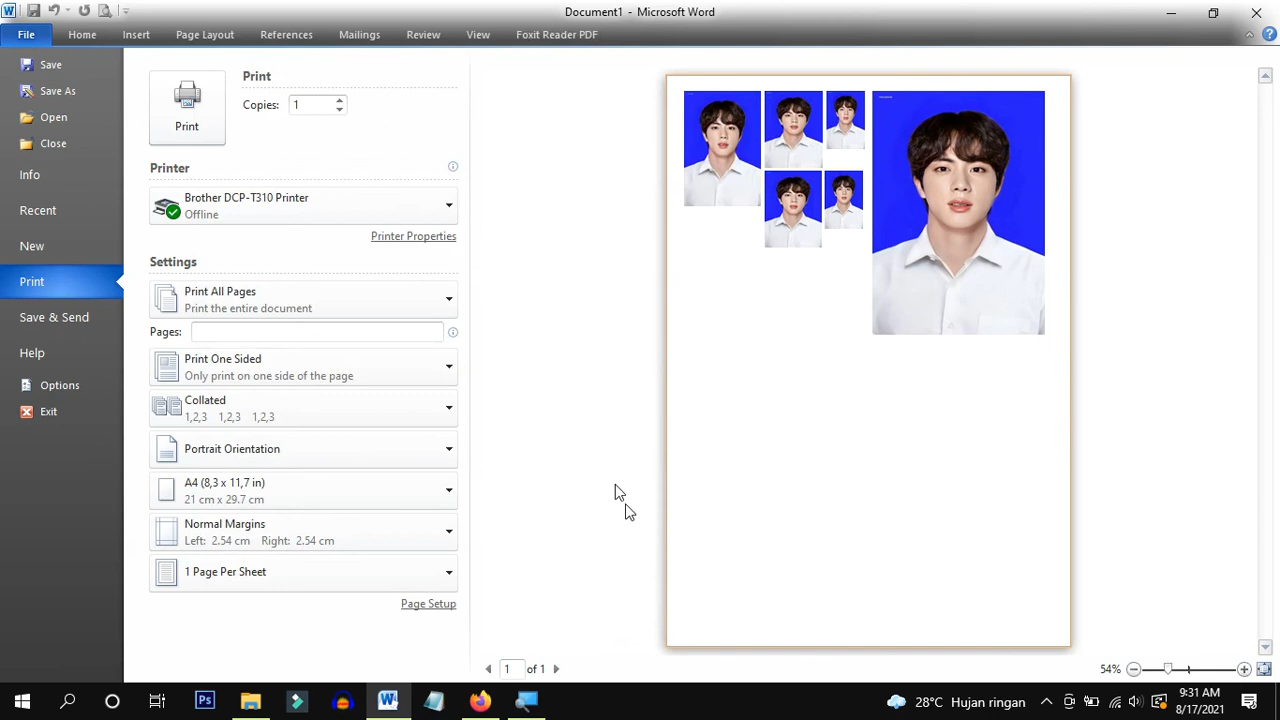 Document1 - Microsoft Word
File
Home
Insert
Page Layout
References
Mailings
Review
View
Foxit Reader PDF
Save
Save As
Open
Close
Info
Recent
New
Print
Save & Send
Help
Options
Exit
Print
Print
Copies: 1
Printer
Brother DCP-T310 Printer
Offline
Printer Properties
Settings
Print All Pages
Print the entire document
Pages:
Print One Sided
Only print on one side of the page
Collated
1,2,3 1,2,3 1,2,3
Portrait Orientation
A4 (8,3 x 11,7 in)
21 cm x 29.7 cm
Normal Margins
Left: 2.54 cm Right: 2.54 cm
1 Page Per Sheet
Page Setup
1 of 1
54%
28°C Hujan ringan
9:31 AM
8/17/2021